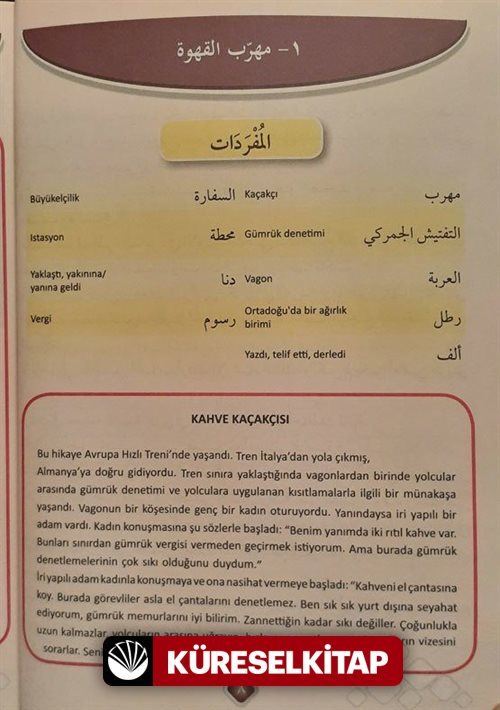 ١- مهرّب القهوة
المُفْرَدَات
مهرب Kaçakçı السفارة Büyükelçilik
التفتيش الجمركي Gümrük denetimi محطة Istasyon
العربة Vagon دنا Yaklaştı, yakınına/
yanına geldi
رطل Ortadoğu'da bir ağırlık
birimi رسوم Vergi
ألف Yazdı, telif etti, derledi
KAHVE KAÇAKÇISI
Bu hikaye Avrupa Hızlı Treni'nde yaşandı. Tren İtalya'dan yola çıkmış,
Almanya'ya doğru gidiyordu. Tren sınıra yaklaştığında vagonlardan birinde yolcular
arasında gümrük denetimi ve yolculara uygulanan kısıtlamalarla ilgili bir münakaşa
yaşandı. Vagonun bir köşesinde genç bir kadın oturuyordu. Yanındaysa iri yapılı bir
adam vardı. Kadın konuşmasına şu sözlerle başladı: "Benim yanımda iki rıtıl kahve var.
Bunları sınırdan gümrük vergisi vermeden geçirmek istiyorum. Ama burada gümrük
denetlemelerinin çok sıkı olduğunu duydum."
İri yapılı adam kadınla konuşmaya ve ona nasihat vermeye başladı: "Kahveni el çantasına
koy. Burada görevliler asla el çantalarını denetlemez. Ben sık sık yurt dışına seyahat
ediyorum, gümrük memurlarını iyi bilirim. Zannettiğin kadar sıkı değiller. Çoğunlukla
uzun kalmazlar, yolcuların arasına vizesini
sorarlar.
KÜRESELKİTAP
٨